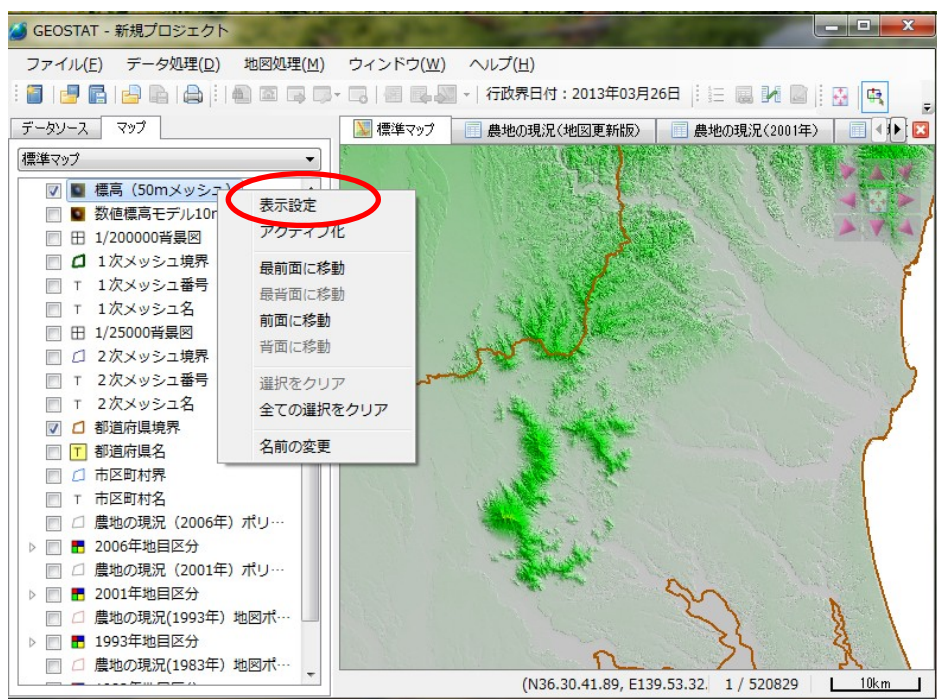 GEOSTAT - 新規プロジェクト
ファイル(F) データ処理(D) 地図処理(M) ウィンドウ(W) ヘルプ(H)
行政界日付：2013年03月26日
データソース マップ
標準マップ 農地の現況(地図更新版) 農地の現況(2001年)
標準マップ
標高（50mメッシュ）
数値標高モデル10m
1/200000背景図
1次メッシュ境界
1次メッシュ番号
1次メッシュ名
1/25000背景図
2次メッシュ境界
2次メッシュ番号
2次メッシュ名
都道府県境界
都道府県名
市区町村界
市区町村名
農地の現況（2006年）ポリ…
2006年地目区分
農地の現況（2001年）ポリ…
2001年地目区分
農地の現況(1993年) 地図ポ…
1993年地目区分
農地の現況(1983年) 地図ポ…
表示設定
アクティブ化
最前面に移動
最背面に移動
前面に移動
背面に移動
選択をクリア
全ての選択をクリア
名前の変更
(N36.30.41.89, E139.53.32. 1 / 520829 10km